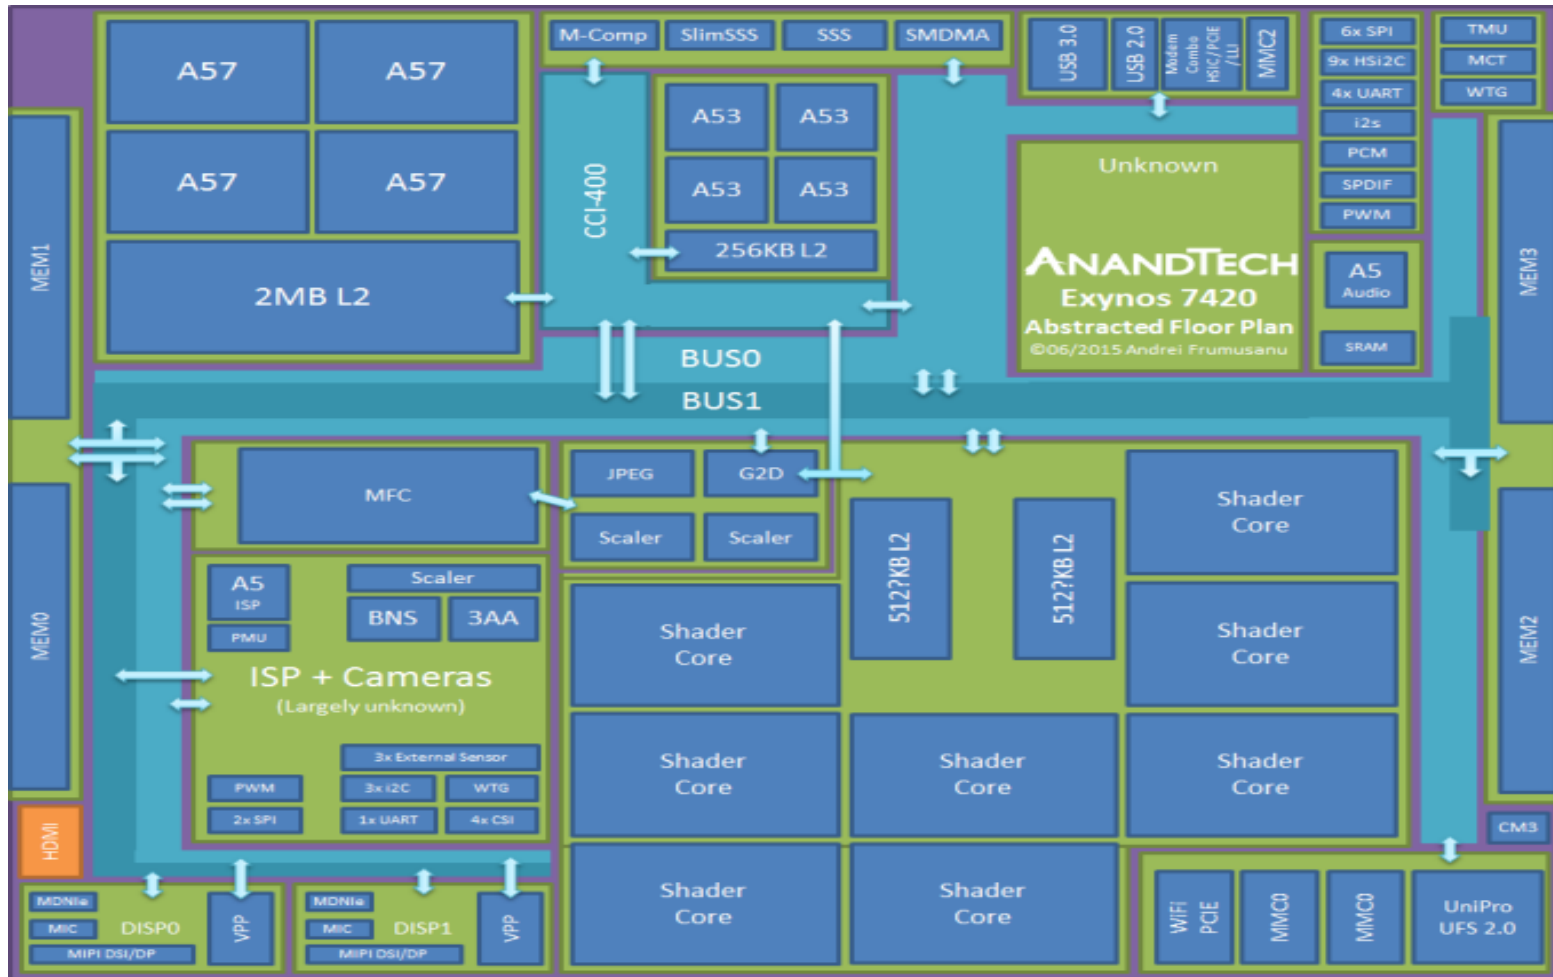 A57
A57
A57
A57
2MB L2
M-Comp
SlimSSS
SSS
SMDMA
CCI-400
A53
A53
A53
A53
256KB L2
USB 3.0
USB 2.0
Modem
Combo
HSIC/PCIE
/LLI
MMC2
6x SPI
9x HSi2C
4x UART
i2s
PCM
SPDIF
PWM
TMU
MCT
WTG
Unknown
ANANDTECH
Exynos 7420
Abstracted Floor Plan
©06/2015 Andrei Frumusanu
A5
Audio
SRAM
MEM1
MEM3
BUS0
BUS1
MFC
JPEG
G2D
Scaler
Scaler
512?KB L2
512?KB L2
Shader
Core
MEM0
A5
ISP
PMU
Scaler
BNS
3AA
ISP + Cameras
(Largely unknown)
3x External Sensor
PWM
3x i2C
WTG
2x SPI
1x UART
4x CSI
Shader
Core
Shader
Core
MEM2
Shader
Core
Shader
Core
Shader
Core
HDMI
CM3
MDNIe
MIC
DISP0
MIPI DSI/DP
VPP
MDNIe
MIC
DISP1
MIPI DSI/DP
VPP
Shader
Core
Shader
Core
WiFi
PCIE
MMC0
MMC0
UniPro
UFS 2.0